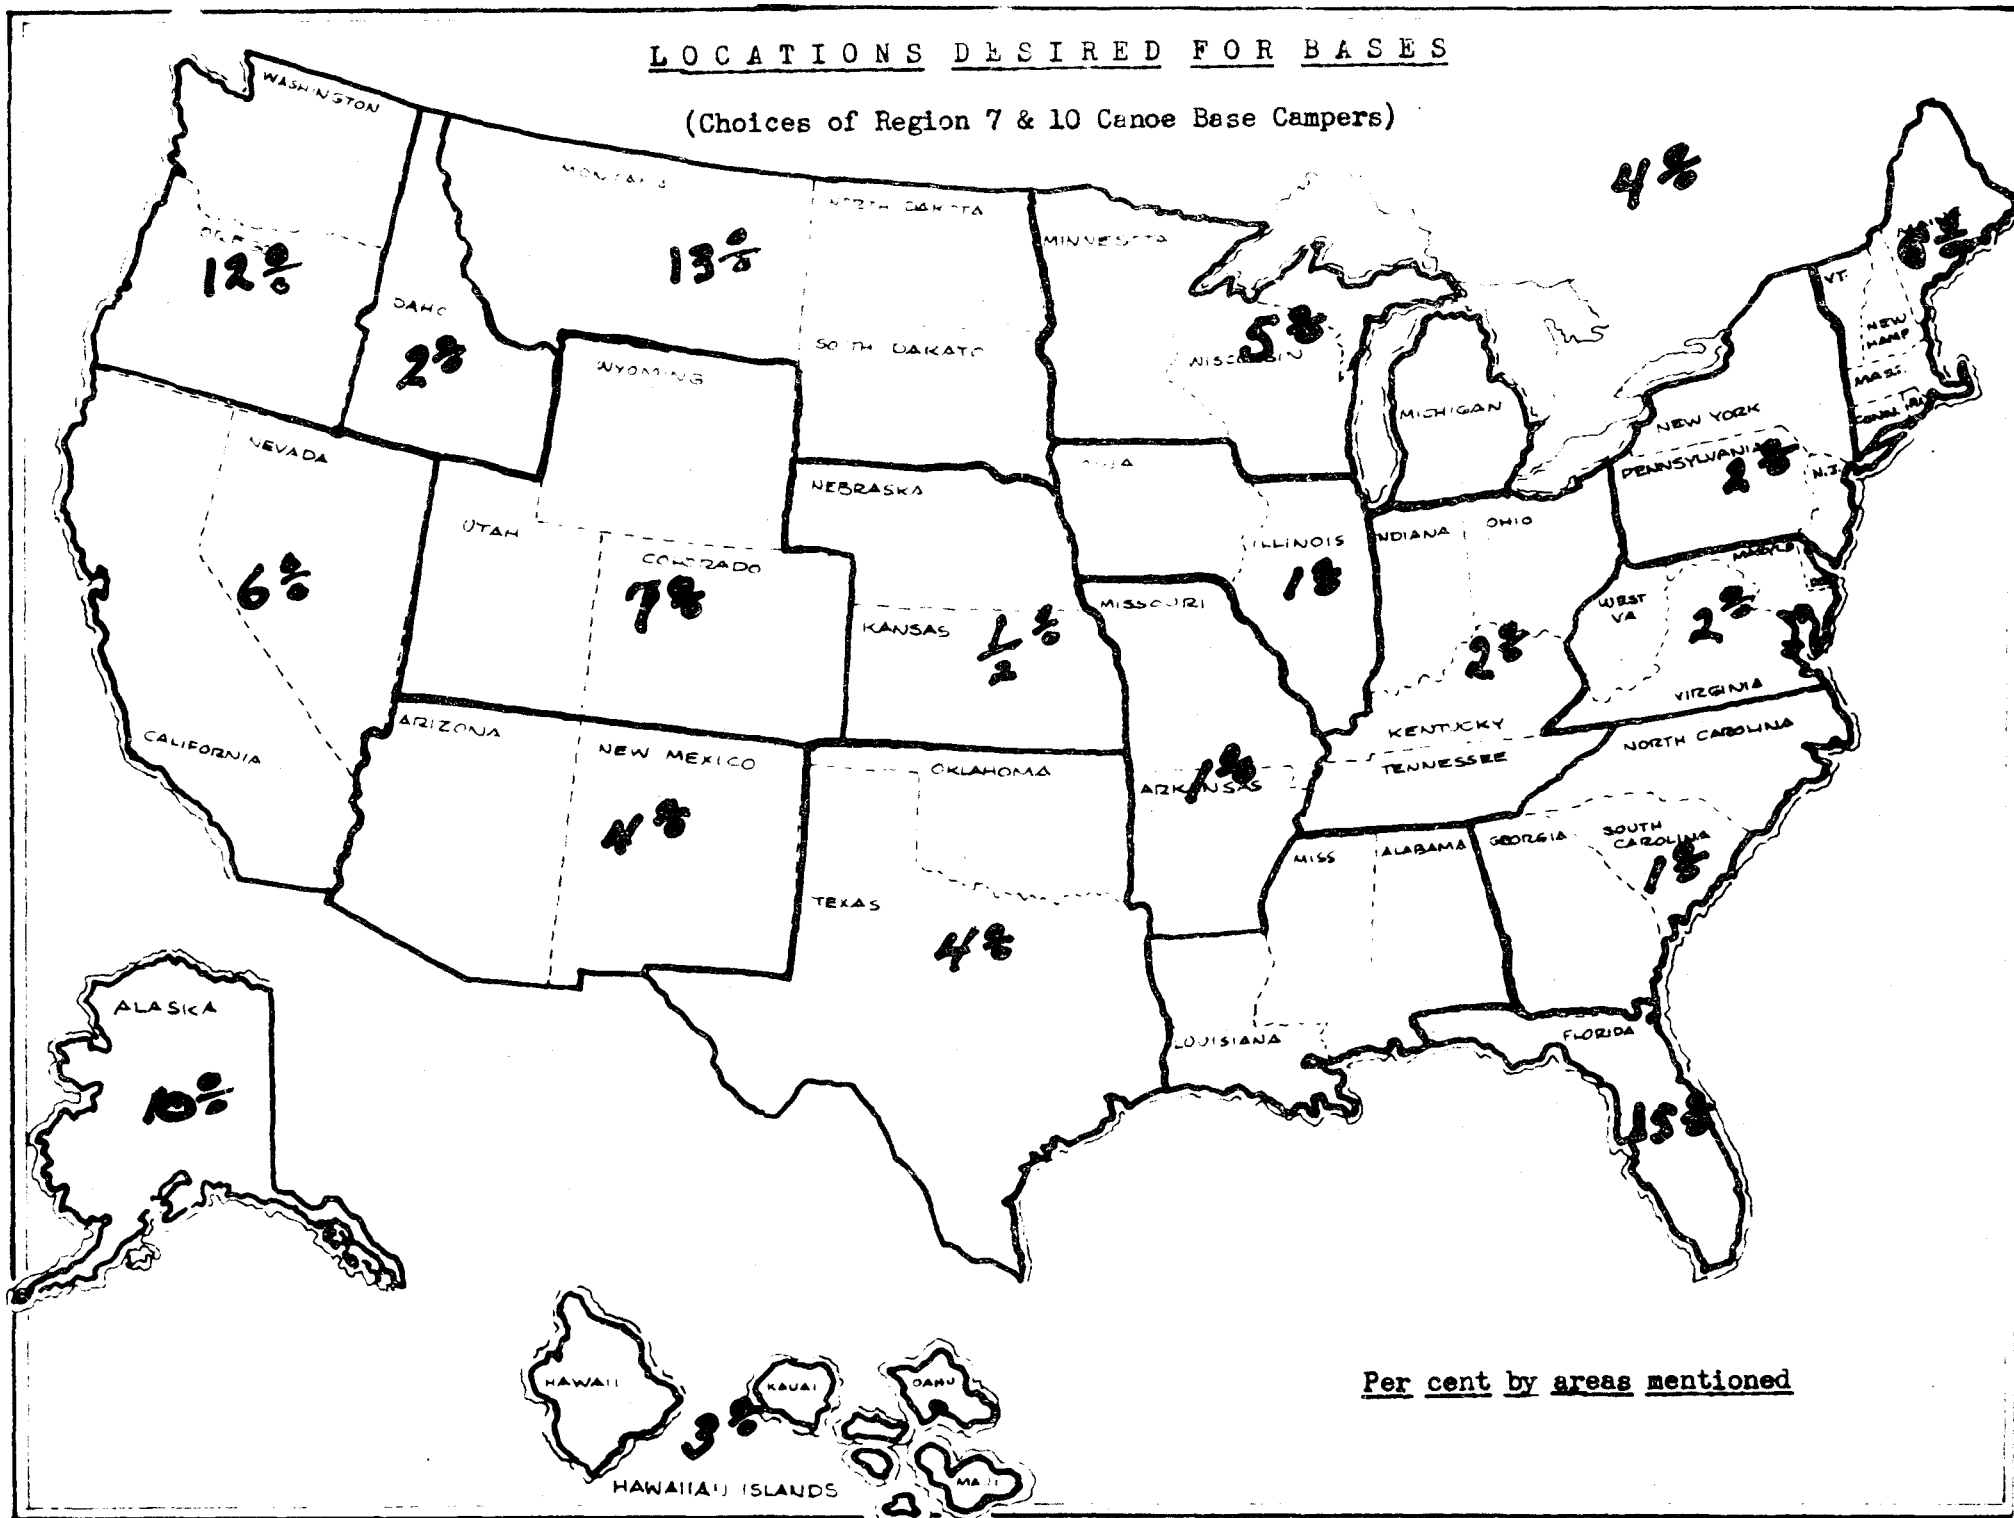 LOCATIONS DESIRED FOR BASES
(Choices of Region 7 & 10 Canoe Base Campers)
WASHINGTON
MONTANA
NORTH DAKOTA
MINNESOTA
4%
12%
13%
VT.
DAHO
2%
SOUTH DAKATO
5%
WISCONSIN
NEW HAMP
WYOMING
MICHIGAN
MASS.
NEW YORK
NEVADA
PENNSYLVANIA
2%
N.J.
NEBRASKA
UTAH
COLORADO
ILLINOIS
NDIANA
OHIO
6%
7%
1%
MISSOURI
WEST VA
2%
KANSAS
1/2%
2%
VIRGINIA
CALIFORNIA
ARIZONA
NEW MEXICO
KENTUCKY
NORTH CAROLINA
OKLAHOMA
TENNESSEE
1%
ARKANSAS
4%
MISS
ALABAMA
GEORGIA
SOUTH CAROLINA
1%
TEXAS
4%
ALASKA
LOUISIANA
FLORIDA
10%
15%
HAWAII
KAUAI
OAHU
3%
Per cent by areas mentioned
HAWAIIAN ISLANDS